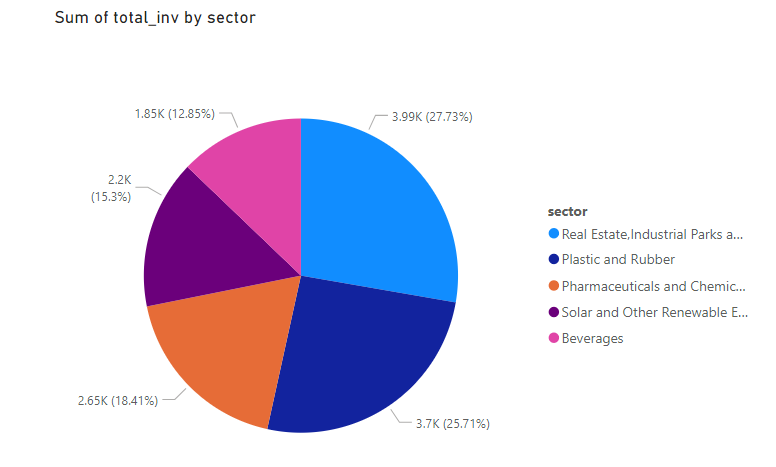 Sum of total_inv by sector
1.85K (12.85%)
3.99K (27.73%)
2.2K
(15.3%)
2.65K (18.41%)
3.7K (25.71%)
sector
Real Estate,Industrial Parks a...
Plastic and Rubber
Pharmaceuticals and Chemic...
Solar and Other Renewable E...
Beverages